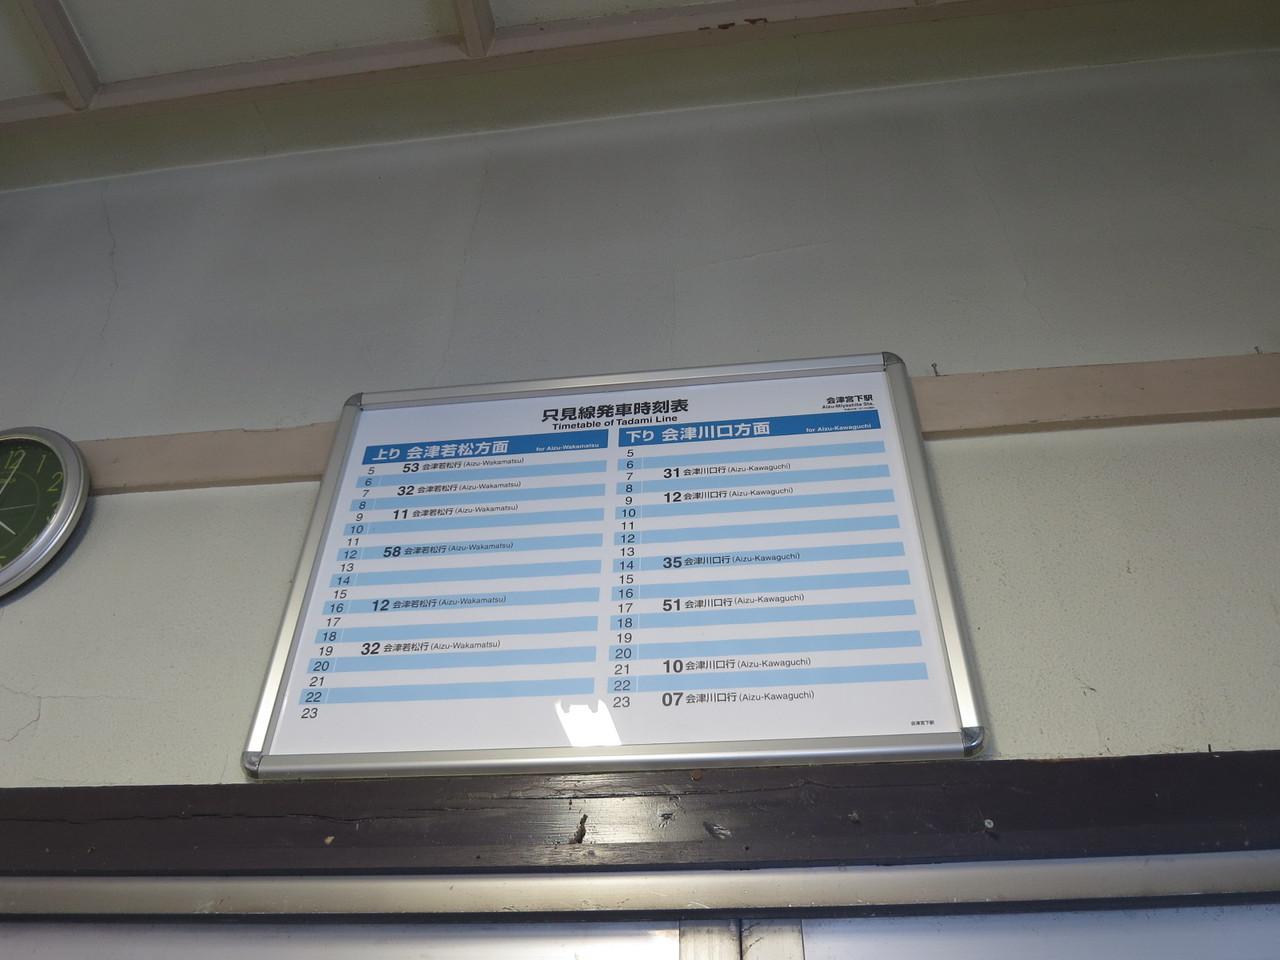 只見線発車時刻表
Timetable of Tadami Line
会津宮下駅
Aizu-Miyashita Sta.
上り 会津若松方面 for Aizu-Wakamatsu
5 53 会津若松行 (Aizu-Wakamatsu)
6
7 32 会津若松行 (Aizu-Wakamatsu)
8
9 11 会津若松行 (Aizu-Wakamatsu)
10
11
12 58 会津若松行 (Aizu-Wakamatsu)
13
14
15
16 12 会津若松行 (Aizu-Wakamatsu)
17
18
19 32 会津若松行 (Aizu-Wakamatsu)
20
21
22
23
下り 会津川口方面 for Aizu-Kawaguchi
5
6
7 31 会津川口行 (Aizu-Kawaguchi)
8
9 12 会津川口行 (Aizu-Kawaguchi)
10
11
12
13
14 35 会津川口行 (Aizu-Kawaguchi)
15
16
17 51 会津川口行 (Aizu-Kawaguchi)
18
19
20
21 10 会津川口行 (Aizu-Kawaguchi)
22
23 07 会津川口行 (Aizu-Kawaguchi)
会津宮下駅
12
1
2